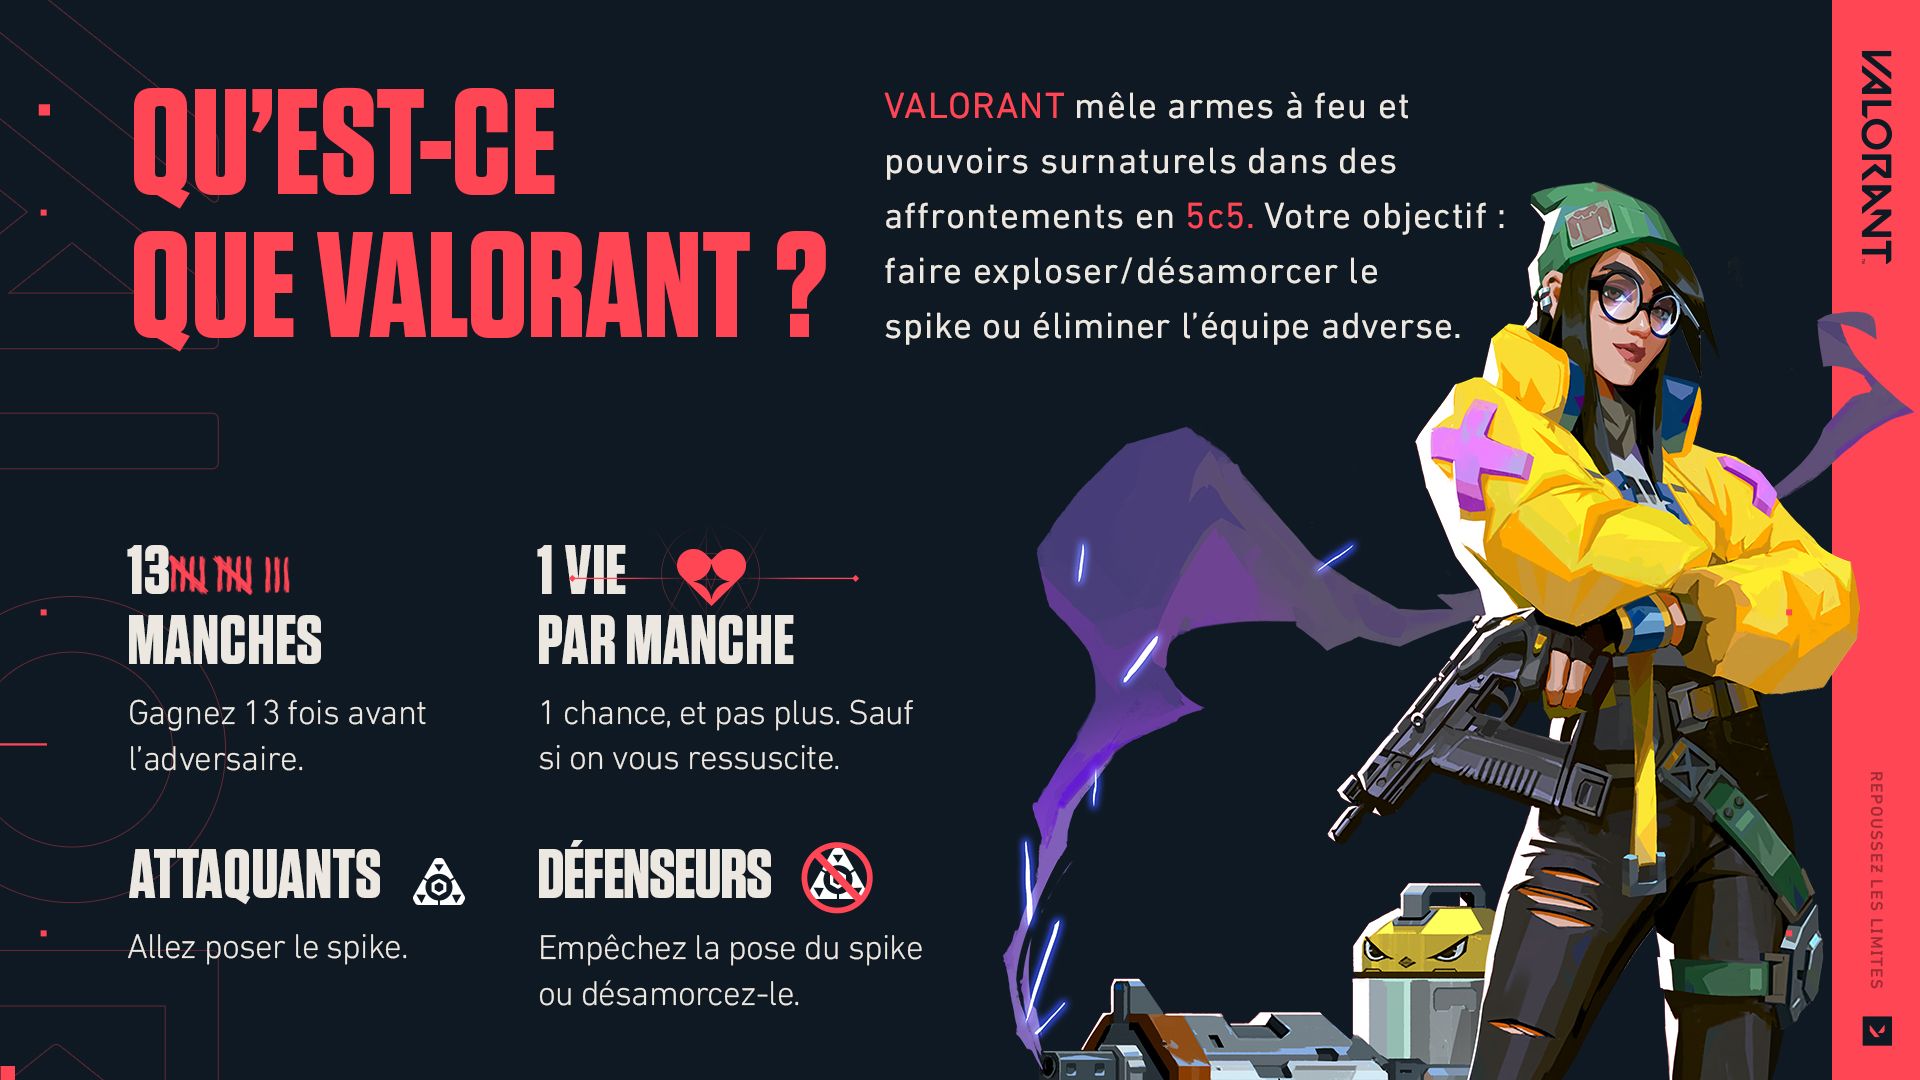 QU’EST-CE
QUE VALORANT ?
VALORANT mêle armes à feu et
pouvoirs surnaturels dans des
affrontements en 5c5. Votre objectif :
faire exploser/désamorcer le
spike ou éliminer l’équipe adverse.
13
MANCHES
Gagnez 13 fois avant
l’adversaire.
1 VIE
PAR MANCHE
1 chance, et pas plus. Sauf
si on vous ressuscite.
ATTAQUANTS
Allez poser le spike.
DÉFENSEURS
Empêchez la pose du spike
ou désamorcez-le.
VALORANT
REPOUSSEZ LES LIMITES